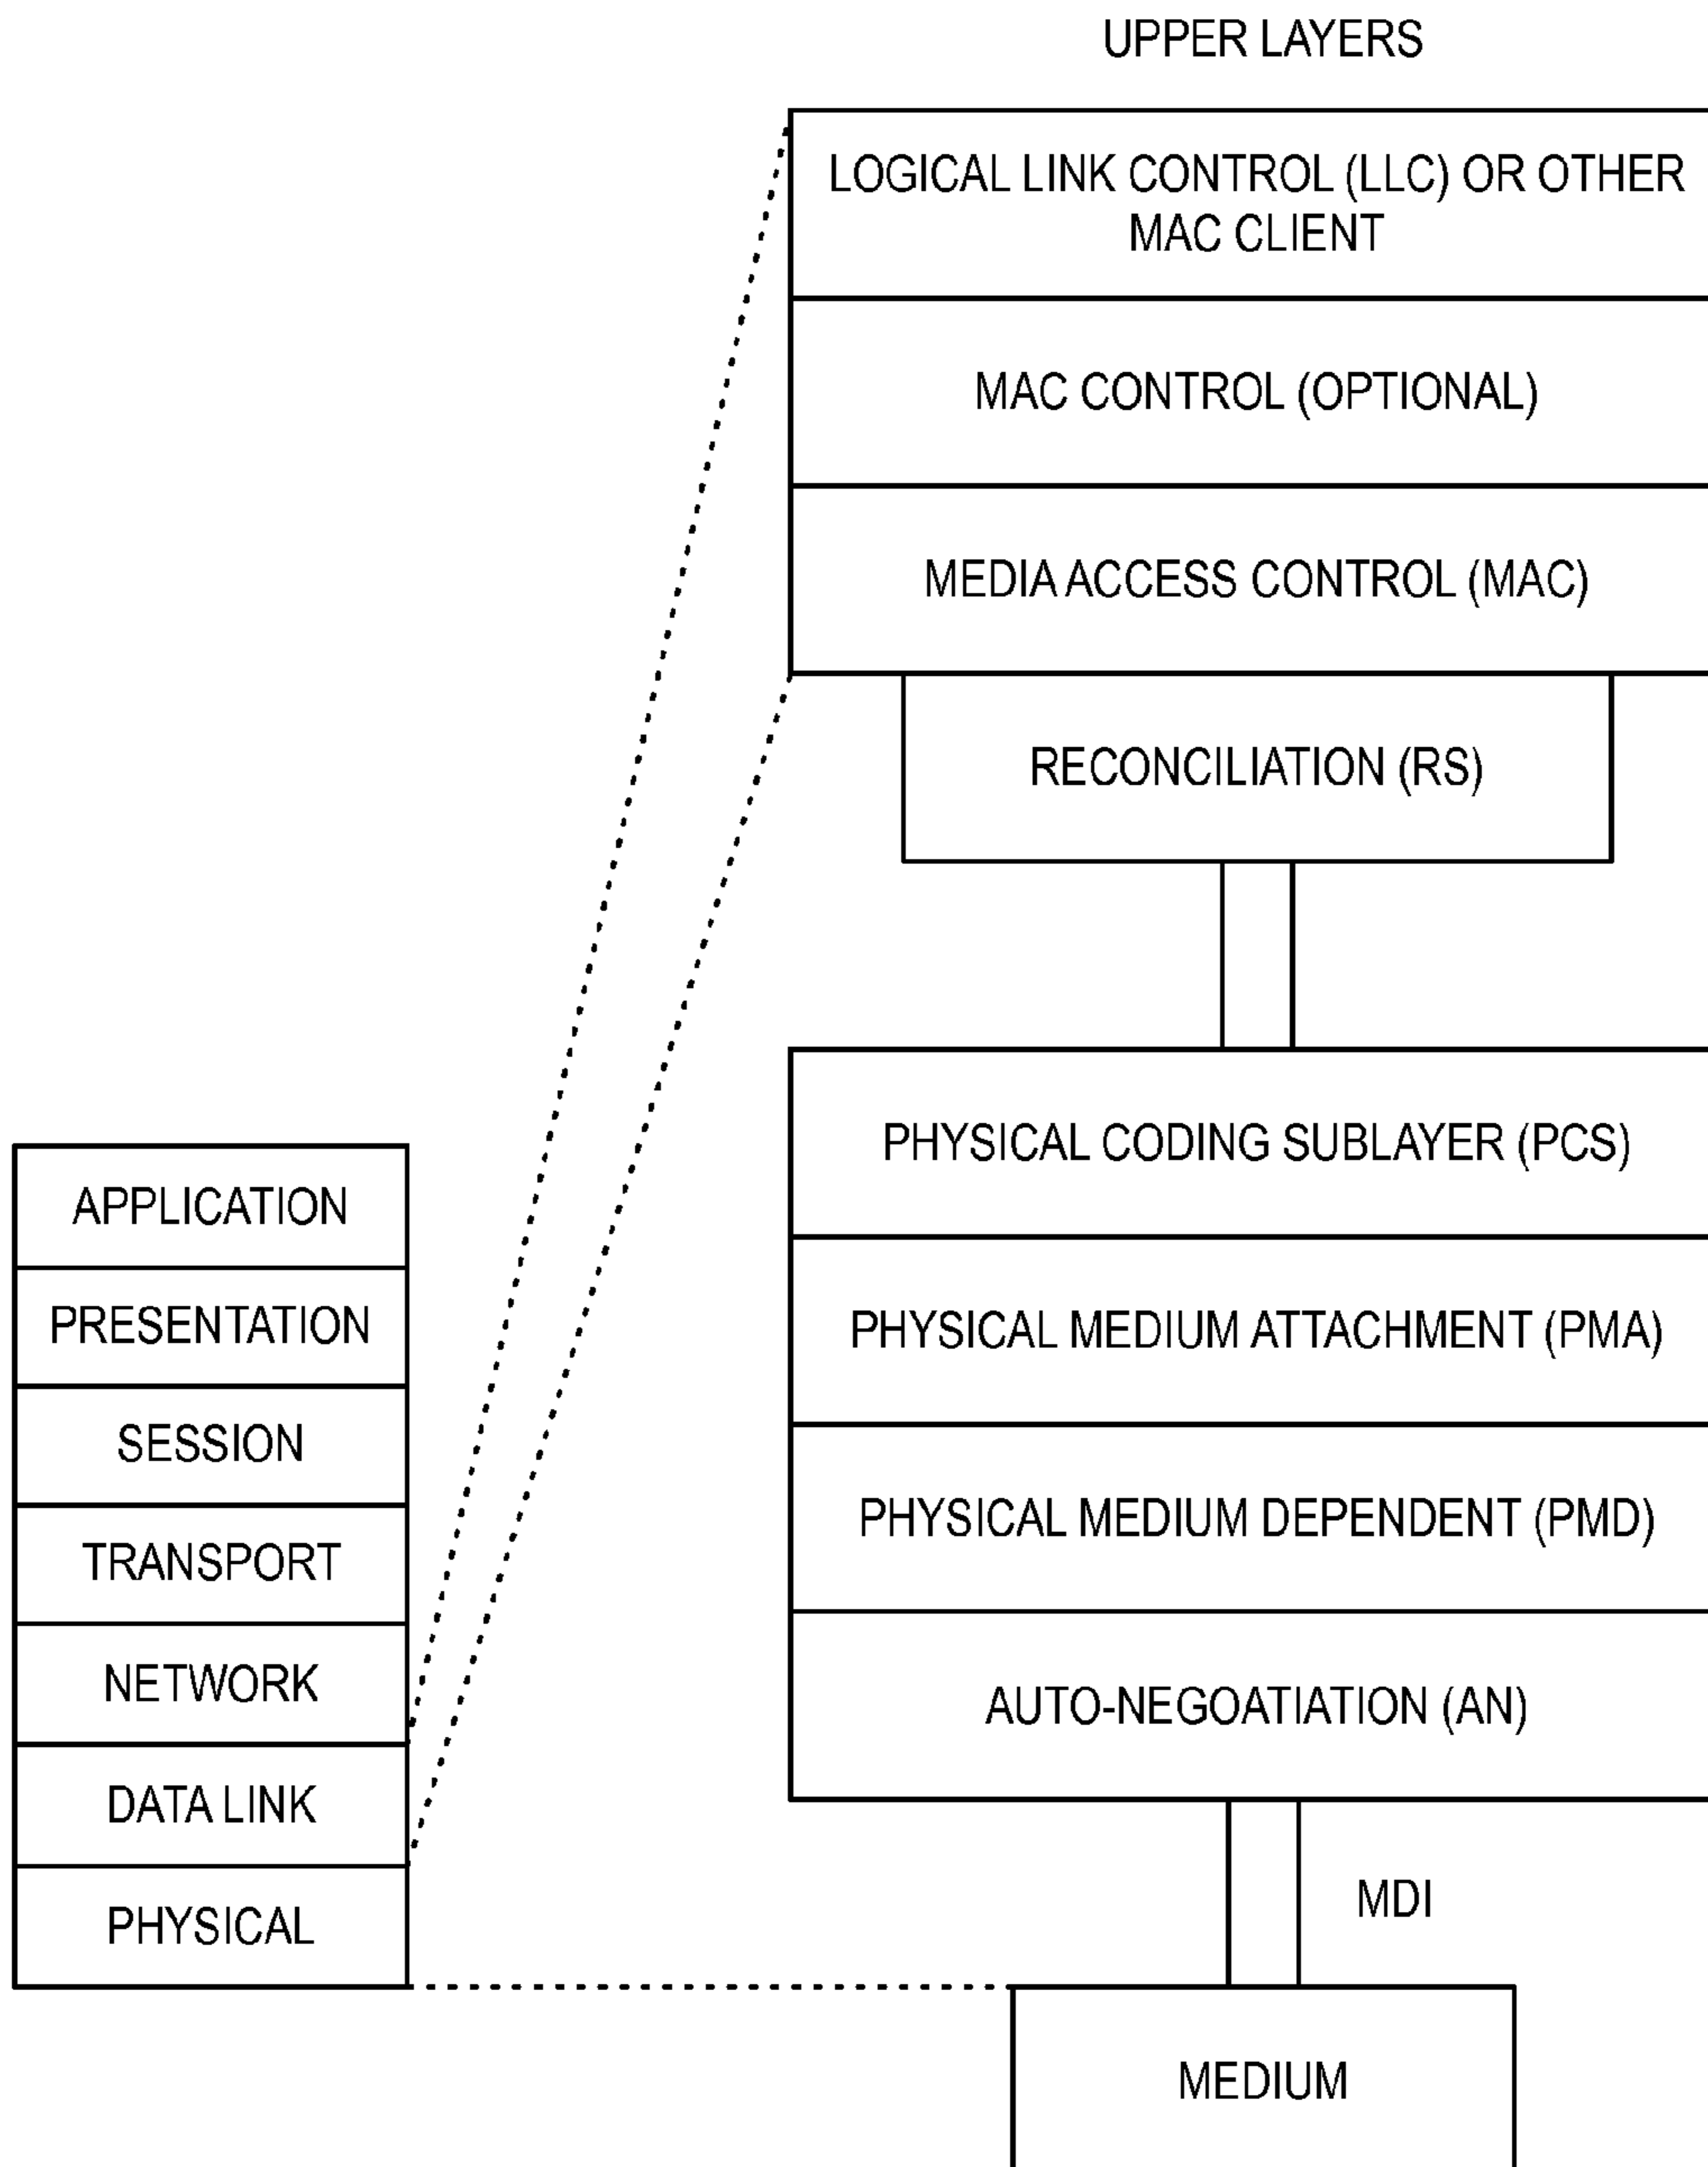 UPPER LAYERS
LOGICAL LINK CONTROL (LLC) OR OTHER
MAC CLIENT
MAC CONTROL (OPTIONAL)
MEDIA ACCESS CONTROL (MAC)
RECONCILIATION (RS)
PHYSICAL CODING SUBLAYER (PCS)
PHYSICAL MEDIUM ATTACHMENT (PMA)
PHYSICAL MEDIUM DEPENDENT (PMD)
AUTO-NEGOATIATION (AN)
MDI
MEDIUM
APPLICATION
PRESENTATION
SESSION
TRANSPORT
NETWORK
DATA LINK
PHYSICAL